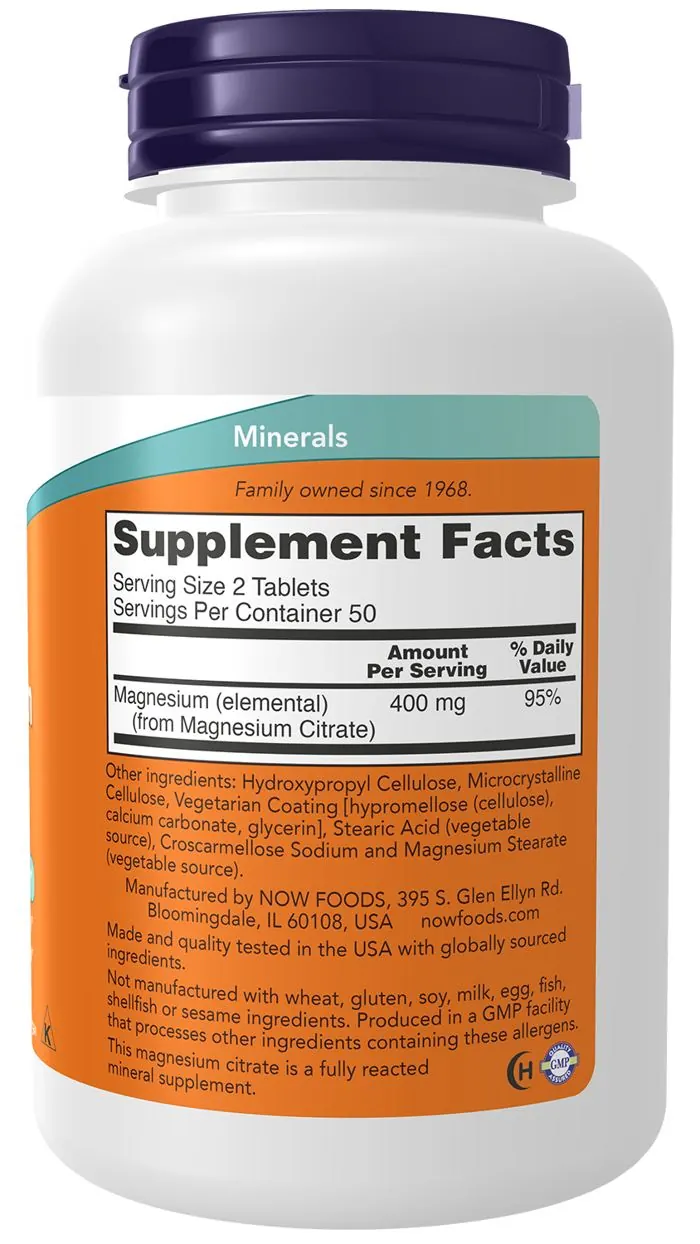 Minerals
Family owned since 1968.
Supplement Facts
Serving Size 2 Tablets
Servings Per Container 50
Amount Per Serving
% Daily Value
Magnesium (elemental) 400 mg 95%
(from Magnesium Citrate)
Other ingredients: Hydroxypropyl Cellulose, Microcrystalline
Cellulose, Vegetarian Coating [hypromellose (cellulose),
calcium carbonate, glycerin], Stearic Acid (vegetable
source), Croscarmellose Sodium and Magnesium Stearate
(vegetable source).
Manufactured by NOW FOODS, 395 S. Glen Ellyn Rd.
Bloomingdale, IL 60108, USA nowfoods.com
Made and quality tested in the USA with globally sourced
ingredients.
Not manufactured with wheat, gluten, soy, milk, egg, fish,
shellfish or sesame ingredients. Produced in a GMP facility
that processes other ingredients containing these allergens.
This magnesium citrate is a fully reacted
mineral supplement.
K
H
QUALITY
GMP
ASSURED